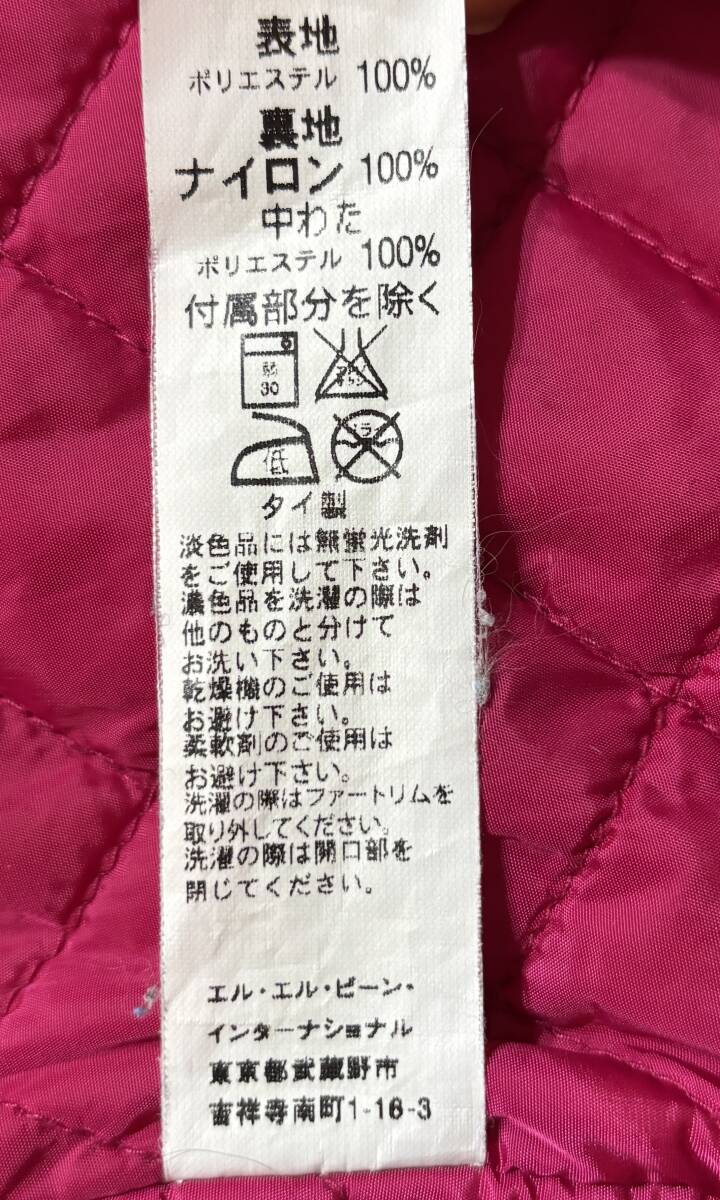 表地
ポリエステル 100%
裏地
ナイロン 100%
中わた
ポリエステル 100%
付属部分を除く
弱
30
低
タイ製
淡色品には無蛍光洗剤
をご使用して下さい。
濃色品を洗濯の際は
他のものと分けて
お洗い下さい。
乾燥機のご使用は
お避け下さい。
柔軟剤のご使用は
お避け下さい。
洗濯の際はファートリムを
取り外してください。
洗濯の際は開口部を
閉じてください。
エル・エル・ビーン・
インターナショナル
東京都武蔵野市
吉祥寺南町1-16-3